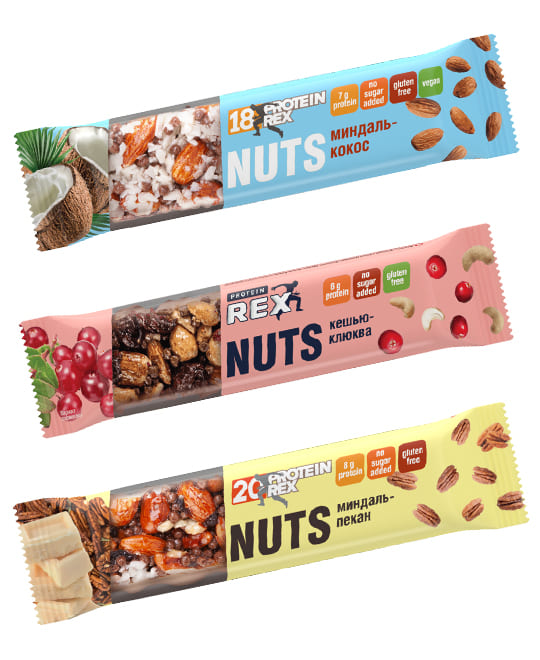 18
PROTEIN
REX
7 g
protein
no
sugar
added
gluten
free
vegan
NUTS
МИНДАЛЬ-
КОКОС
PROTEIN
REX
8 g
protein
no
sugar
added
gluten
free
NUTS
КЕШЬЮ-
КЛЮКВА
20
PROTEIN
REX
8 g
protein
no
sugar
added
gluten
free
NUTS
МИНДАЛЬ-
ПЕКАН